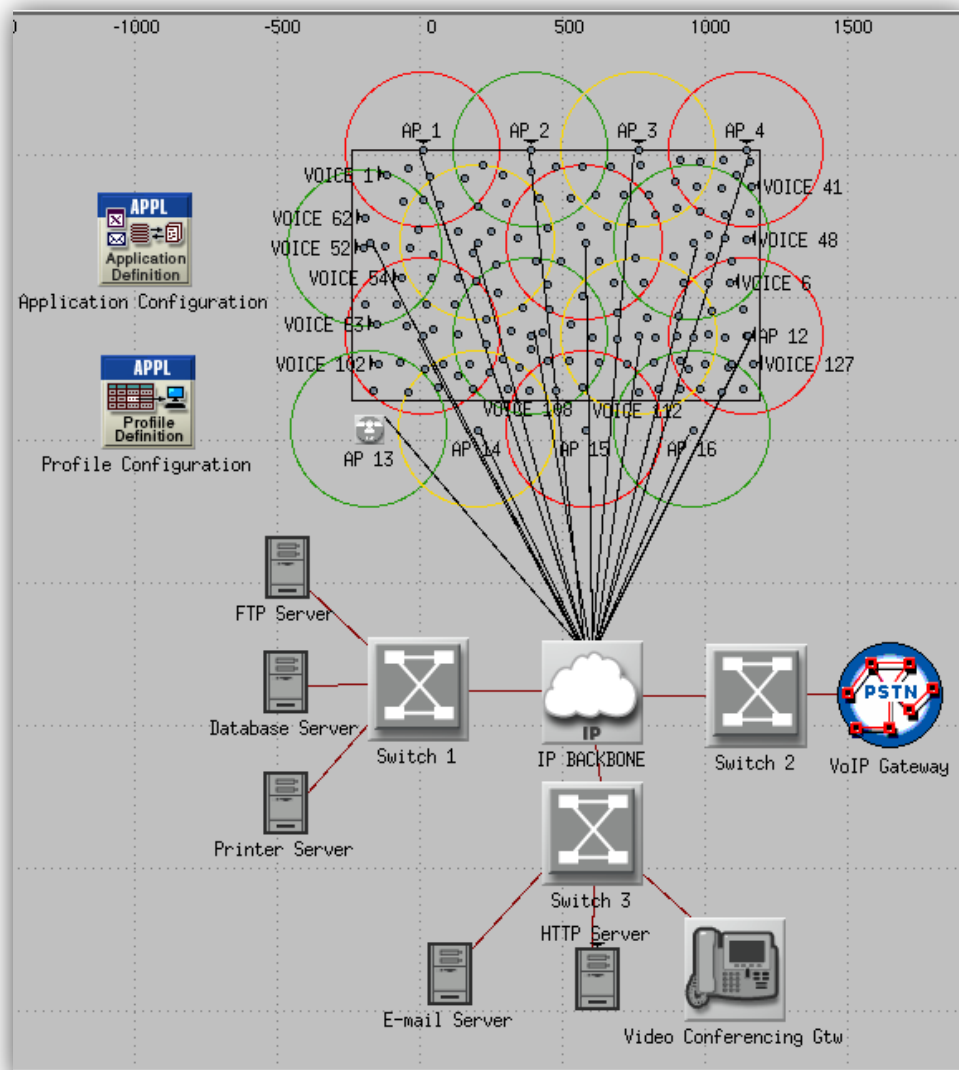 0
-1000
-500
0
500
1000
1500
AP_1
AP_2
AP_3
AP_4
VOICE 1
VOICE 41
VOICE 62
VOICE 52
VOICE 48
VOICE 54
VOICE 6
VOICE 63
AP 12
VOICE 102
VOICE 127
VOICE 108
VOICE 112
AP 13
AP 14
AP 15
AP 16
APPL
Application
Definition
Application Configuration
APPL
Profile
Definition
Profile Configuration
FTP Server
Database Server
Printer Server
Switch 1
IP
IP BACKBONE
Switch 2
PSTN
VoIP Gateway
Switch 3
HTTP Server
E-mail Server
Video Conferencing Gtw